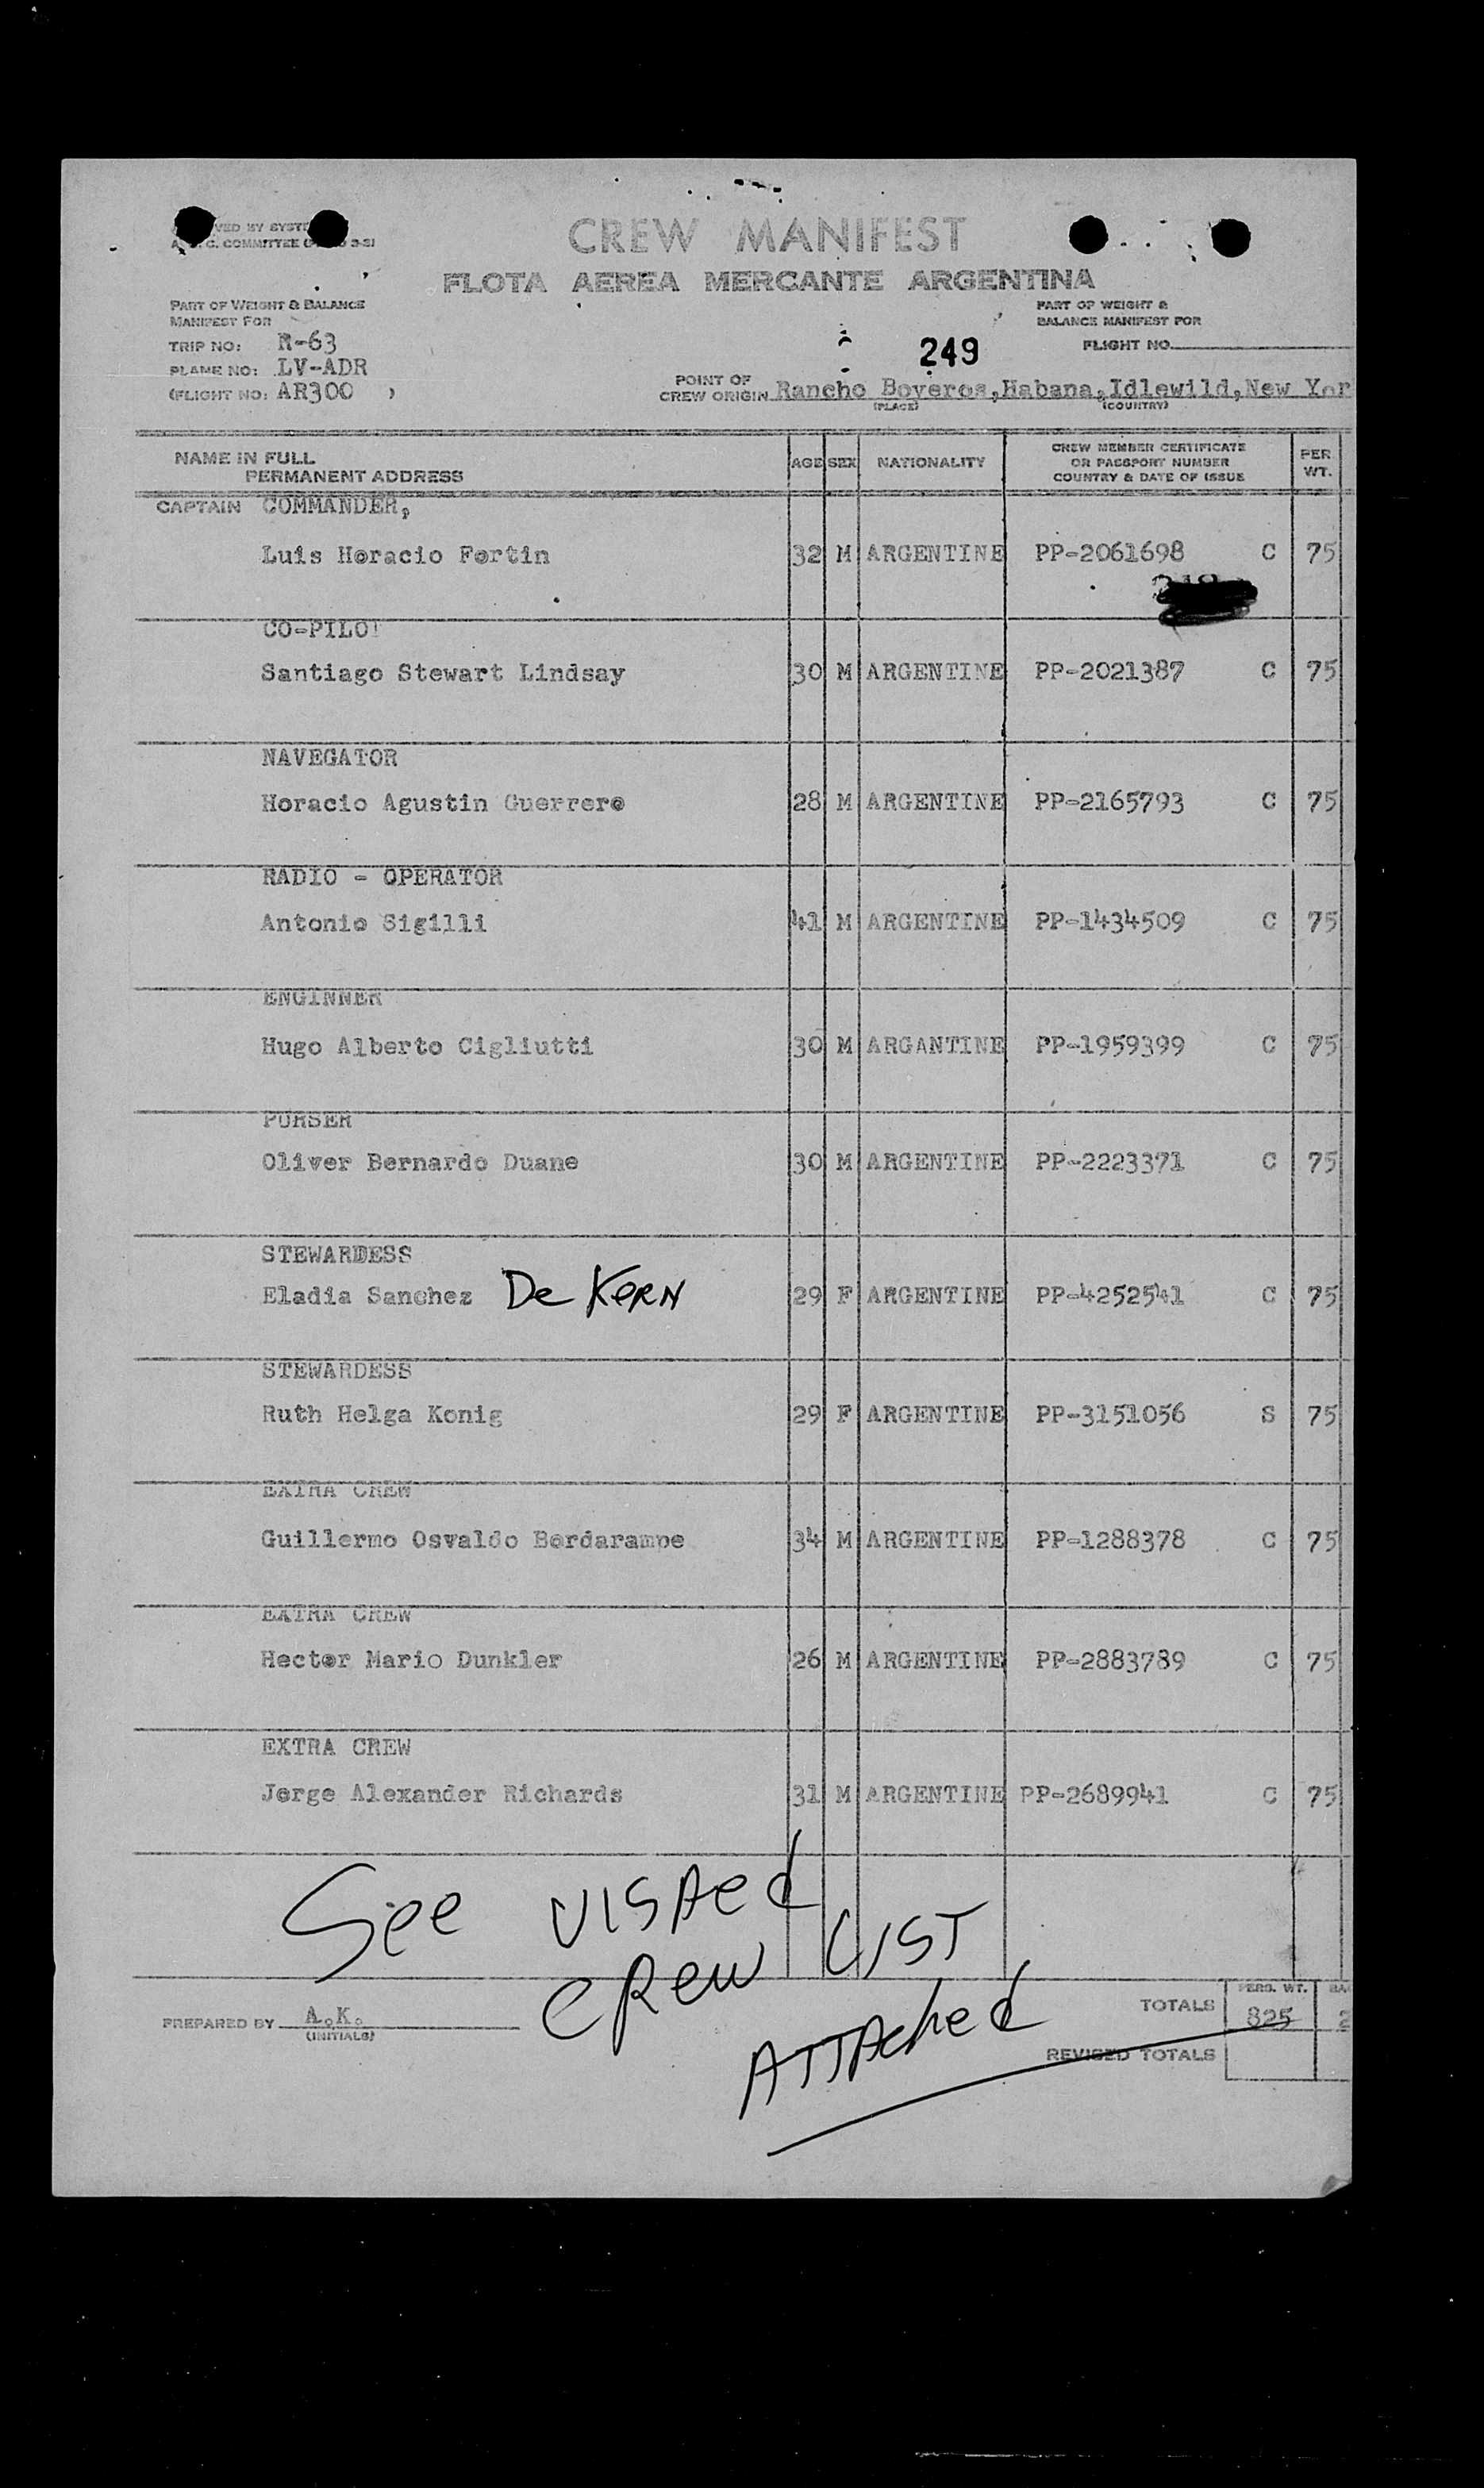 CREW MANIFEST
FLOTA AEREA MERCANTE ARGENTINA
G. COMMITTEE
PART OF WEIGHT & BALANCE
MANIFEST FOR
TRIP NO: R-63
PLANE NO: LV-ADR
(FLIGHT NO: AR300 )
PART OF WEIGHT &
BALANCE MANIFEST FOR
FLIGHT NO.
249
POINT OF
CREW ORIGIN Rancho Boyeros, Habana, Idlewild, New Yor
(PLACE) (COUNTRY)
NAME IN FULL
PERMANENT ADDRESS
AGE SEX NATIONALITY
CREW MEMBER CERTIFICATE
OR PASSPORT NUMBER
COUNTRY & DATE OF ISSUE
PER
WT.
CAPTAIN COMMANDER,
Luis Horacio Fortin 32 M ARGENTINE PP-2061698 C 75
CO-PILOT
Santiago Stewart Lindsay 30 M ARGENTINE PP-2021387 C 75
NAVEGATOR
Horacio Agustin Guerrero 28 M ARGENTINE PP-2165793 C 75
RADIO - OPERATOR
Antonio Sigilli 41 M ARGENTINE PP-1434509 C 75
ENGINNER
Hugo Alberto Cigliutti 30 M ARGANTINE PP-1959399 C 75
PURSER
Oliver Bernardo Duane 30 M ARGENTINE PP-2223371 C 75
STEWARDESS
Eladia Sanchez De Kern 29 F ARGENTINE PP-4252541 C 75
STEWARDESS
Ruth Helga Konig 29 F ARGENTINE PP-3151056 S 75
EXTRA CREW
Guillermo Osvaldo Berdarampe 34 M ARGENTINE PP-1288378 C 75
EXTRA CREW
Hector Mario Dunkler 26 M ARGENTINE PP-2883789 C 75
EXTRA CREW
Jorge Alexander Richards 31 M ARGENTINE PP-2689941 C 75
See visaed
crew list
Attached
PREPARED BY A.K.
(INITIALS)
PERS. WT.
TOTALS 825 2
REVISED TOTALS